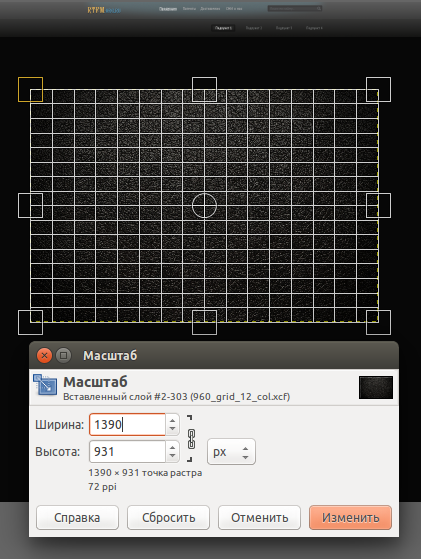 Масштаб
Масштаб
Вставленный слой #2-303 (960_grid_12_col.xcf)
Ширина: 1390
Высота: 931 px
1390 × 931 точка растра
72 ppi
Справка Сбросить Отменить Изменить